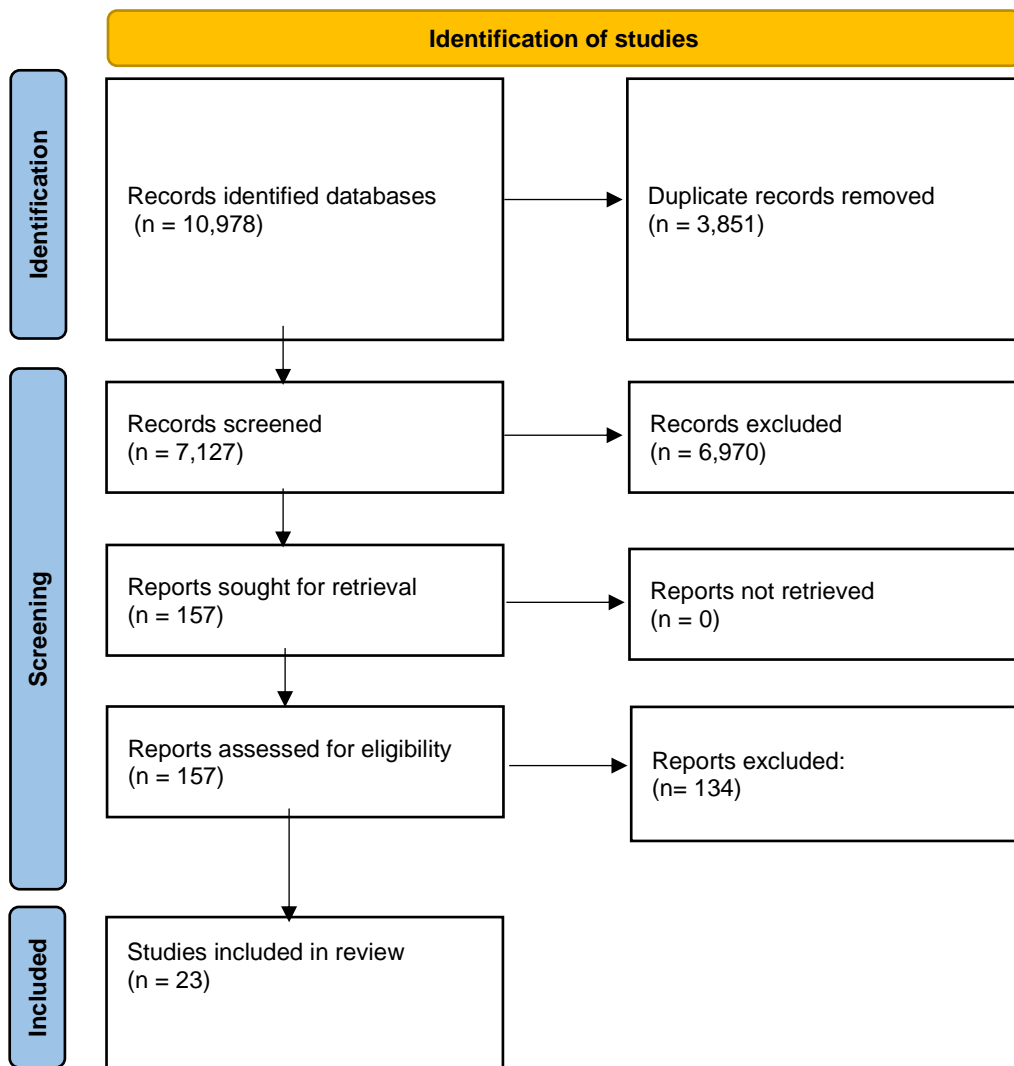 Identification of studies
Identification
Records identified databases
(n = 10,978)
Duplicate records removed
(n = 3,851)
Screening
Records screened
(n = 7,127)
Records excluded
(n = 6,970)
Reports sought for retrieval
(n = 157)
Reports not retrieved
(n = 0)
Reports assessed for eligibility
(n = 157)
Reports excluded:
(n= 134)
Included
Studies included in review
(n = 23)